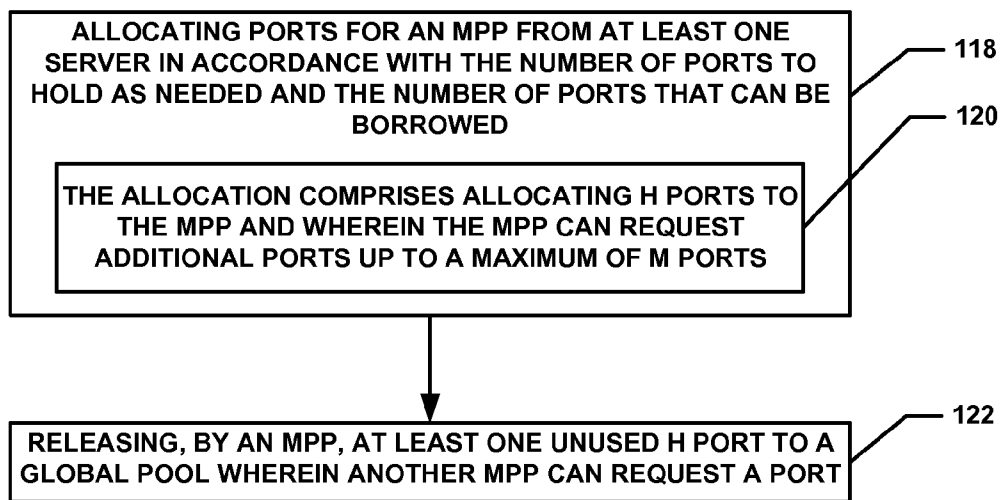 ALLOCATING PORTS FOR AN MPP FROM AT LEAST ONE
SERVER IN ACCORDANCE WITH THE NUMBER OF PORTS TO
HOLD AS NEEDED AND THE NUMBER OF PORTS THAT CAN BE
BORROWED
118
120
THE ALLOCATION COMPRISES ALLOCATING H PORTS TO
THE MPP AND WHEREIN THE MPP CAN REQUEST
ADDITIONAL PORTS UP TO A MAXIMUM OF M PORTS
122
RELEASING, BY AN MPP, AT LEAST ONE UNUSED H PORT TO A
GLOBAL POOL WHEREIN ANOTHER MPP CAN REQUEST A PORT